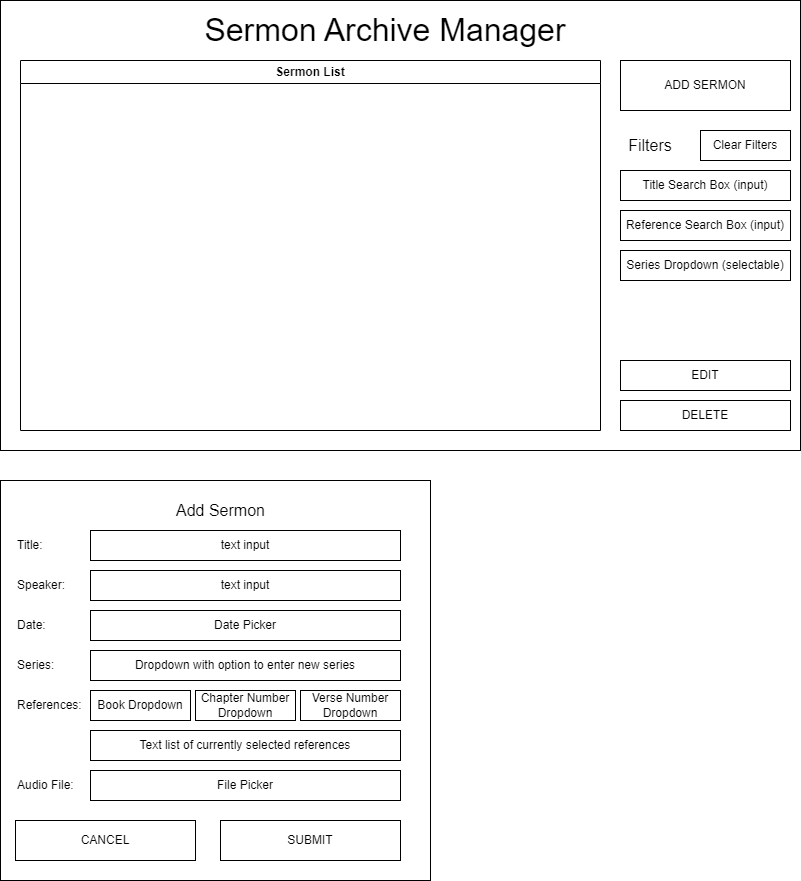 Sermon Archive Manager
Sermon List
ADD SERMON
Filters
Clear Filters
Title Search Box (input)
Reference Search Box (input)
Series Dropdown (selectable)
EDIT
DELETE
Add Sermon
Title:
text input
Speaker:
text input
Date:
Date Picker
Series:
Dropdown with option to enter new series
References:
Book Dropdown
Chapter Number
Dropdown
Verse Number
Dropdown
Text list of currently selected references
Audio File:
File Picker
CANCEL
SUBMIT